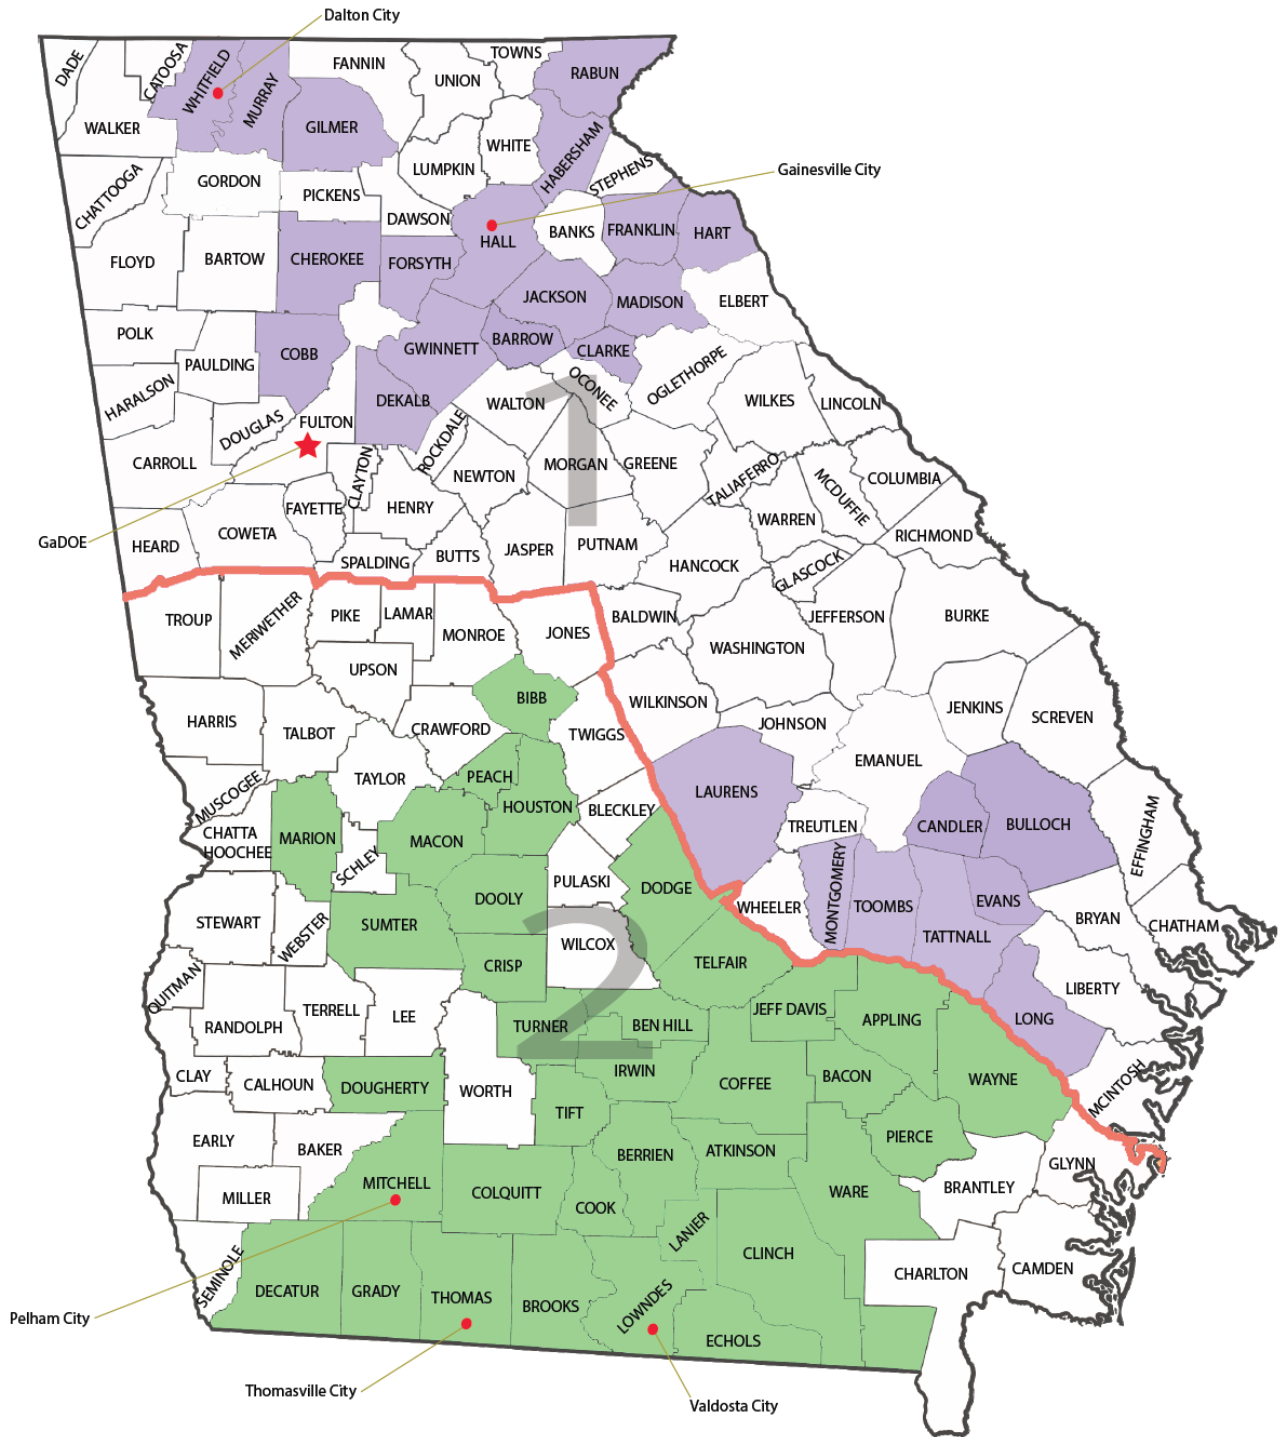 Dalton City
DADE
CATOOSA
WHITFIELD
MURRAY
FANNIN
UNION
TOWNS
RABUN
WALKER
GILMER
WHITE
HABERSHAM
LUMPKIN
STEPHENS
Gainesville City
CHATTOOGA
GORDON
PICKENS
DAWSON
HALL
BANKS
FRANKLIN
HART
FLOYD
BARTOW
CHEROKEE
FORSYTH
JACKSON
MADISON
ELBERT
POLK
PAULDING
COBB
GWINNETT
BARROW
CLARKE
OCONEE
OGLETHORPE
HARALSON
DOUGLAS
FULTON
DEKALB
ROCKDALE
WALTON
1
WILKES
LINCOLN
CARROLL
CLAYTON
NEWTON
MORGAN
GREENE
TALIAFERRO
MCDUFFIE
COLUMBIA
GaDOE
HEARD
COWETA
FAYETTE
HENRY
SPALDING
BUTTS
JASPER
PUTNAM
HANCOCK
WARREN
GLASCOCK
RICHMOND
TROUP
MERIWETHER
PIKE
LAMAR
MONROE
JONES
BALDWIN
WASHINGTON
JEFFERSON
BURKE
UPSON
BIBB
WILKINSON
JOHNSON
JENKINS
SCREVEN
HARRIS
TALBOT
CRAWFORD
TWIGGS
EMANUEL
MUSCOGEE
TAYLOR
PEACH
HOUSTON
BLECKLEY
LAURENS
TREUTLEN
CANDLER
BULLOCH
EFFINGHAM
CHATTA
HOOCHEE
MARION
SCHLEY
MACON
DOOLY
PULASKI
DODGE
WHEELER
MONTGOMERY
TOOMBS
TATTNALL
EVANS
BRYAN
CHATHAM
STEWART
WEBSTER
SUMTER
CRISP
WILCOX
2
TELFAIR
QUITMAN
RANDOLPH
TERRELL
LEE
TURNER
BEN HILL
JEFF DAVIS
APPLING
LONG
LIBERTY
CLAY
CALHOUN
DOUGHERTY
WORTH
TIFT
IRWIN
COFFEE
BACON
WAYNE
MCINTOSH
EARLY
BAKER
MILLER
MITCHELL
COLQUITT
COOK
BERRIEN
ATKINSON
PIERCE
WARE
BRANTLEY
GLYNN
SEMINOLE
DECATUR
GRADY
THOMAS
BROOKS
LANIER
LOWNDES
CLINCH
ECHOLS
CHARLTON
CAMDEN
Pelham City
Thomasville City
Valdosta City